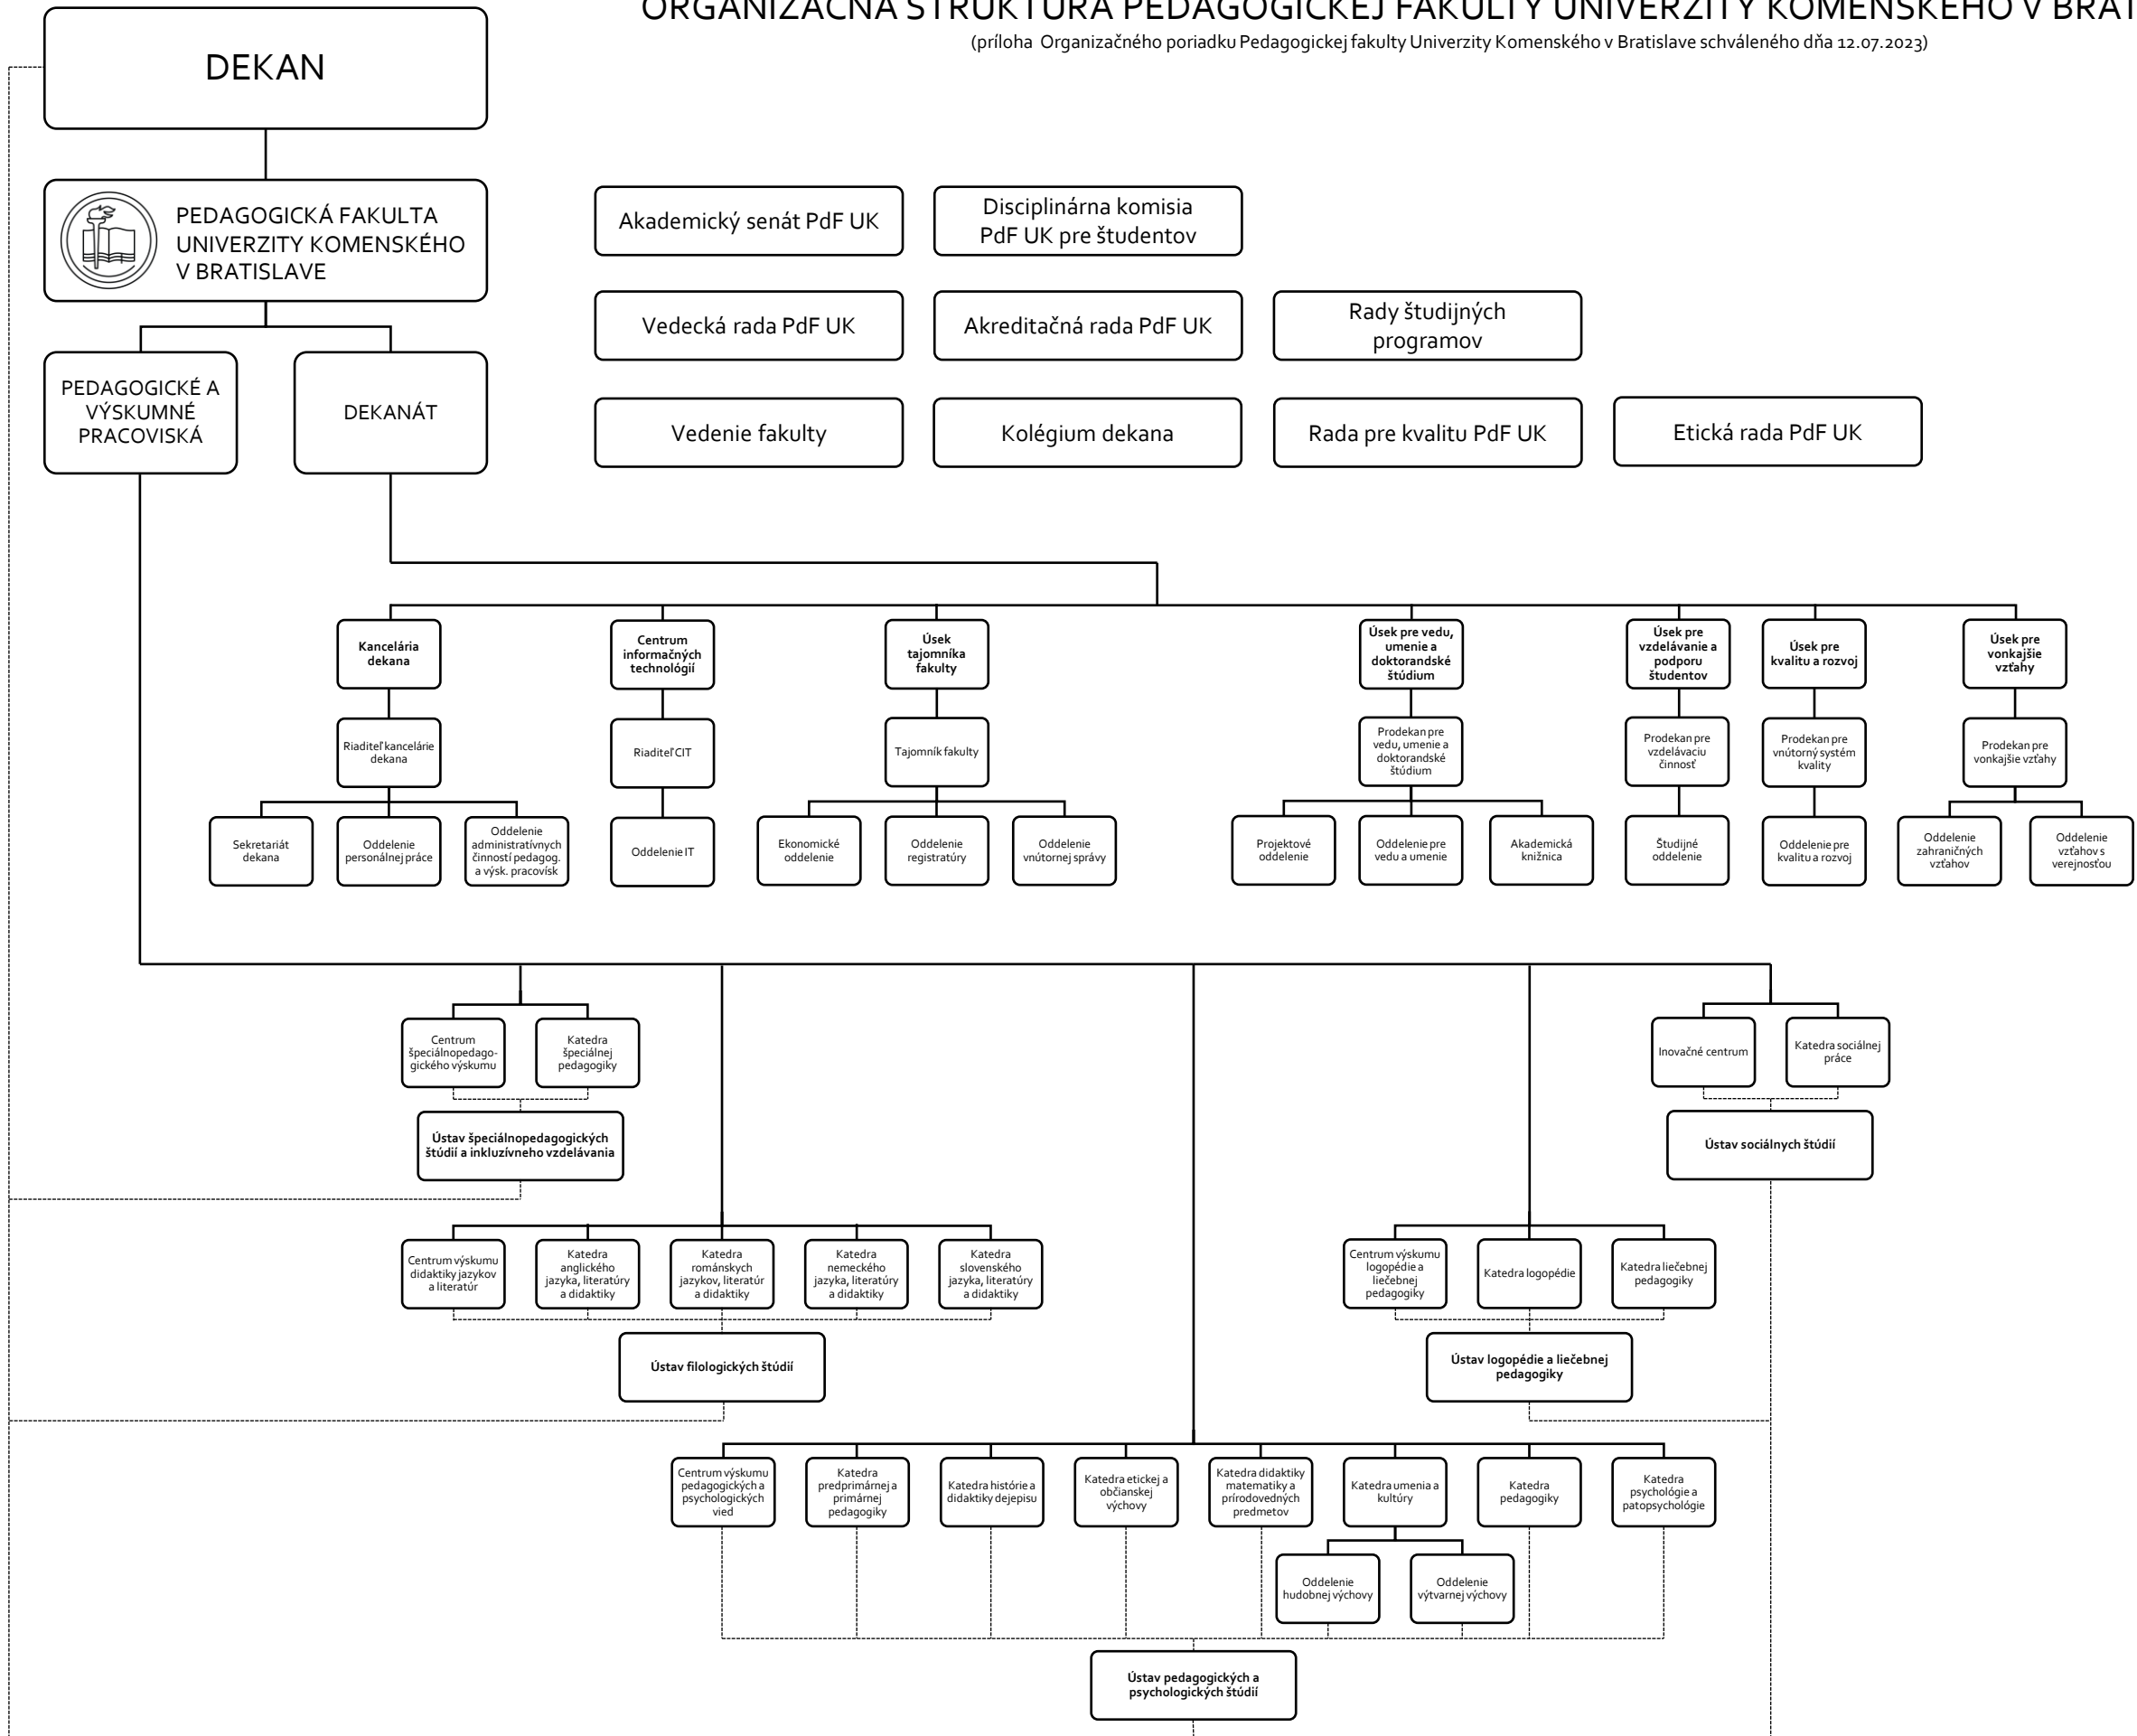 ORGANIZAČNÁ ŠTRUKTÚRA PEDAGOGICKEJ FAKULTY UNIVERZITY KOMENSKÉHO V BRAT
(príloha Organizačného poriadku Pedagogickej fakulty Univerzity Komenského v Bratislave schváleného dňa 12.07.2023)
DEKAN
PEDAGOGICKÁ FAKULTA
UNIVERZITY KOMENSKÉHO
V BRATISLAVE
Akademický senát PdF UK
Disciplinárna komisia
PdF UK pre študentov
Vedecká rada PdF UK
Akreditačná rada PdF UK
Rady študijných
programov
PEDAGOGICKÉ A
VÝSKUMNÉ
PRACOVISKÁ
DEKANÁT
Vedenie fakulty
Kolégium dekana
Rada pre kvalitu PdF UK
Etická rada PdF UK
Kancelária
dekana
Centrum
informačných
technológií
Úsek
tajomníka
fakulty
Úsek pre vedu,
umenie a
doktorandské
štúdium
Úsek pre
vzdelávanie a
podporu
študentov
Úsek pre
kvalitu a rozvoj
Úsek pre
vonkajšie
vzťahy
Riaditeľ kancelárie
dekana
Riaditeľ CIT
Tajomník fakulty
Prodekan pre
vedu, umenie a
doktorandské
štúdium
Prodekan pre
vzdelávaciu
činnosť
Prodekan pre
vnútorný systém
kvality
Prodekan pre
vonkajšie vzťahy
Sekretariát
dekana
Oddelenie
personálnej práce
Oddelenie
administratívnych
činností pedagog.
a výsk. pracovísk
Oddelenie IT
Ekonomické
oddelenie
Oddelenie
registratúry
Oddelenie
vnútornej správy
Projektové
oddelenie
Oddelenie pre
vedu a umenie
Akademická
knižnica
Študijné
oddelenie
Oddelenie pre
kvalitu a rozvoj
Oddelenie
zahraničných
vzťahov
Oddelenie
vzťahov s
verejnosťou
Centrum
špeciálnopedago-
gického výskumu
Katedra
špeciálnej
pedagogiky
Inovačné centrum
Katedra sociálnej
práce
Ústav špeciálnopedagogických
štúdií a inkluzívneho vzdelávania
Ústav sociálnych štúdií
Centrum výskumu
didaktiky jazykov
a literatúr
Katedra
anglického
jazyka, literatúry
a didaktiky
Katedra
románskych
jazykov, literatúr
a didaktiky
Katedra
nemeckého
jazyka, literatúry
a didaktiky
Katedra
slovenského
jazyka, literatúry
a didaktiky
Centrum výskumu
logopédie a
liečebnej
pedagogiky
Katedra logopédie
Katedra liečebnej
pedagogiky
Ústav filologických štúdií
Ústav logopédie a liečebnej
pedagogiky
Centrum výskumu
pedagogických a
psychologických
vied
Katedra
predprimárnej a
primárnej
pedagogiky
Katedra histórie a
didaktiky dejepisu
Katedra etickej a
občianskej
výchovy
Katedra didaktiky
matematiky a
prírodovedných
predmetov
Katedra umenia a
kultúry
Katedra
pedagogiky
Katedra
psychológie a
patopsychológie
Oddelenie
hudobnej výchovy
Oddelenie
výtvarnej výchovy
Ústav pedagogických a
psychologických štúdií